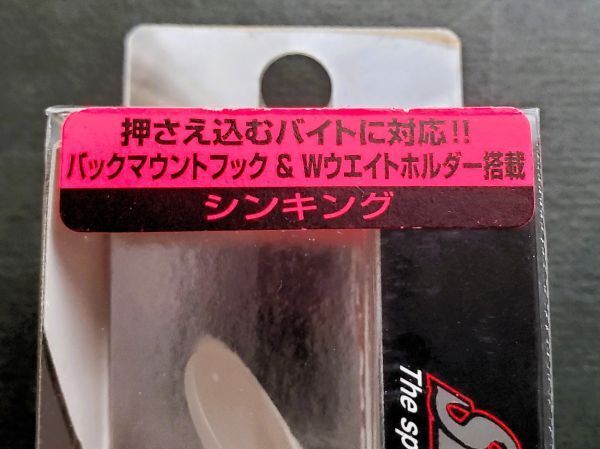 押さえ込むバイトに対応!!
バックマウントフック & Wウエイトホルダー搭載
シンキング
The